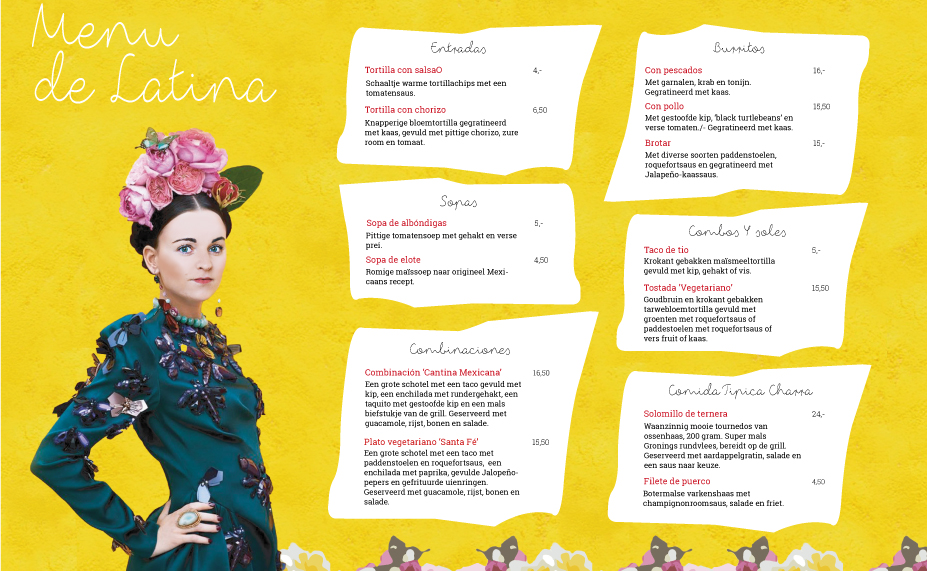 Menu
de Latina
Entradas
Tortilla con salsaO 4,-
Schaaltje warme tortillachips met een
tomatensaus.
Tortilla con chorizo 6,50
Knapperige bloemtortilla gegratineerd
met kaas, gevuld met pittige chorizo, zure
room en tomaat.
Sopas
Sopa de albóndigas 5,-
Pittige tomatensoep met gehakt en verse
prei.
Sopa de elote 4,50
Romige maïssoep naar origineel Mexi-
caans recept.
Combinaciones
Combinación 'Cantina Mexicana' 16,50
Een grote schotel met een taco gevuld met
kip, een enchilada met rundergehakt, een
taquito met gestoofde kip en een mals
biefstukje van de grill. Geserveerd met
guacamole, rijst, bonen en salade.
Plato vegetariano 'Santa Fé' 15,50
Een grote schotel met een taco met
paddenstoelen en roquefortsaus, een
enchilada met paprika, gevulde Jalopeño-
pepers en gefrituurde uienringen.
Geserveerd met guacamole, rijst, bonen en
salade.
Burritos
Con pescados 16,-
Met garnalen, krab en tonijn.
Gegratineerd met kaas.
Con pollo 15,50
Met gestoofde kip, 'black turtlebeans' en
verse tomaten./- Gegratineerd met kaas.
Brotar 15,-
Met diverse soorten paddenstoelen,
roquefortsaus en gegratineerd met
Jalapeño-kaassaus.
Combos Y soles
Taco de tio 5,-
Krokant gebakken maïsmeeltortilla
gevuld met kip, gehakt of vis.
Tostada 'Vegetariano' 15,50
Goudbruin en krokant gebakken
tarwebloemtortilla gevuld met
groenten met roquefortsaus of
paddestoelen met roquefortsaus of
vers fruit of kaas.
Comida Tipica Charra
Solomillo de ternera 24,-
Waanzinnig mooie tournedos van
ossenhaas, 200 gram. Super mals
Gronings rundvlees, bereidt op de grill.
Geserveerd met aardappelgratin, salade en
een saus naar keuze.
Filete de puerco 4,50
Botermalse varkenshaas met
champignonroomsaus, salade en friet.